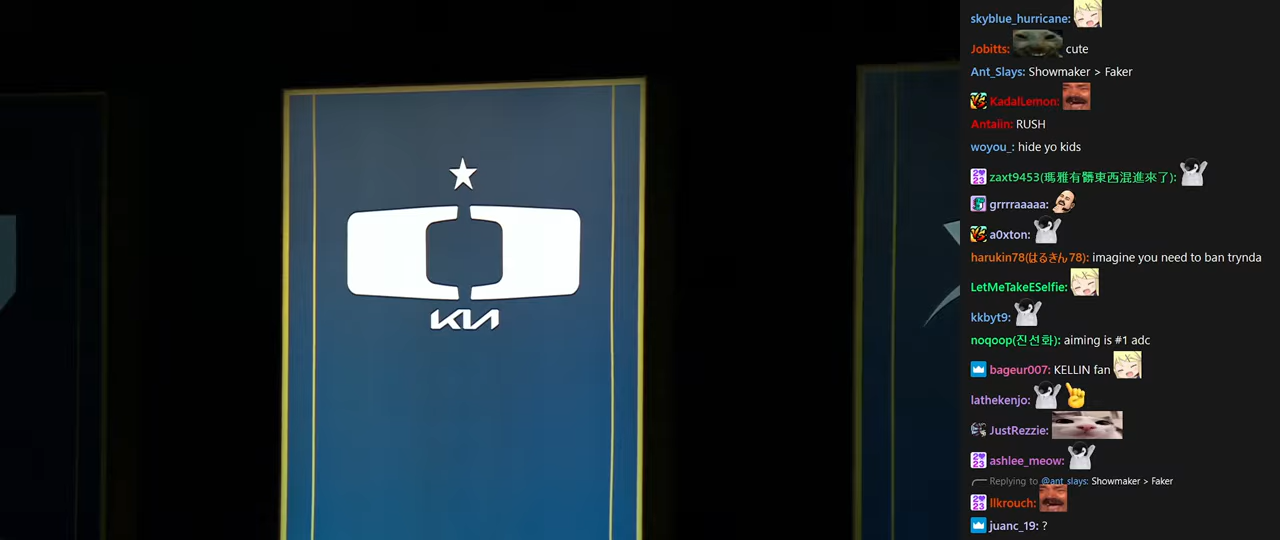 KIA
skyblue_hurricane:
Jobitts: cute
Ant_Slays: Showmaker > Faker
KadalLemon:
Antaiin: RUSH
woyou_: hide yo kids
zaxt9453(瑪雅有髒東西混進來了):
grrrraaaaa:
a0xton:
harukin78(はるきん78): imagine you need to ban trynda
LetMeTakeESelfie:
kkbyt9:
noqoop(진선화): aiming is #1 adc
bageur007: KELLIN fan
lathekenjo:
JustRezzie:
ashlee_meow:
Replying to @ant_slays: Showmaker > Faker
llkrouch:
juanc_19: ?